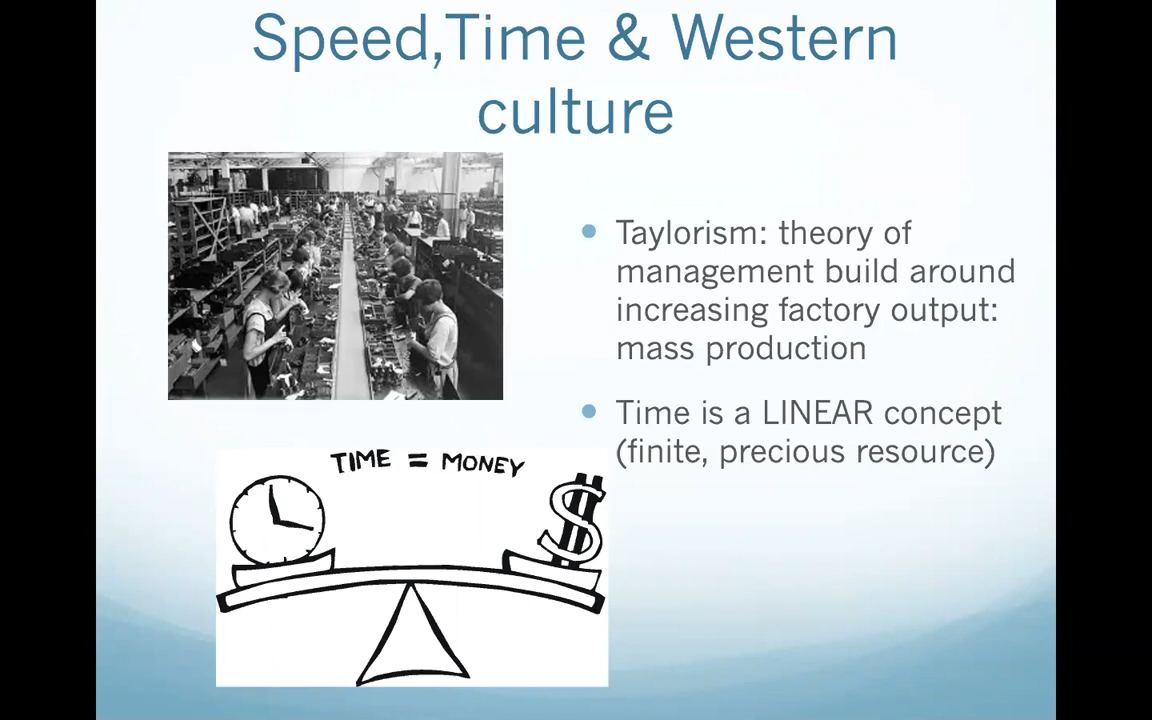 Speed,Time & Western
culture
Taylorism: theory of
management build around
increasing factory output:
mass production
Time is a LINEAR concept
(finite, precious resource)
TIME = MONEY
$